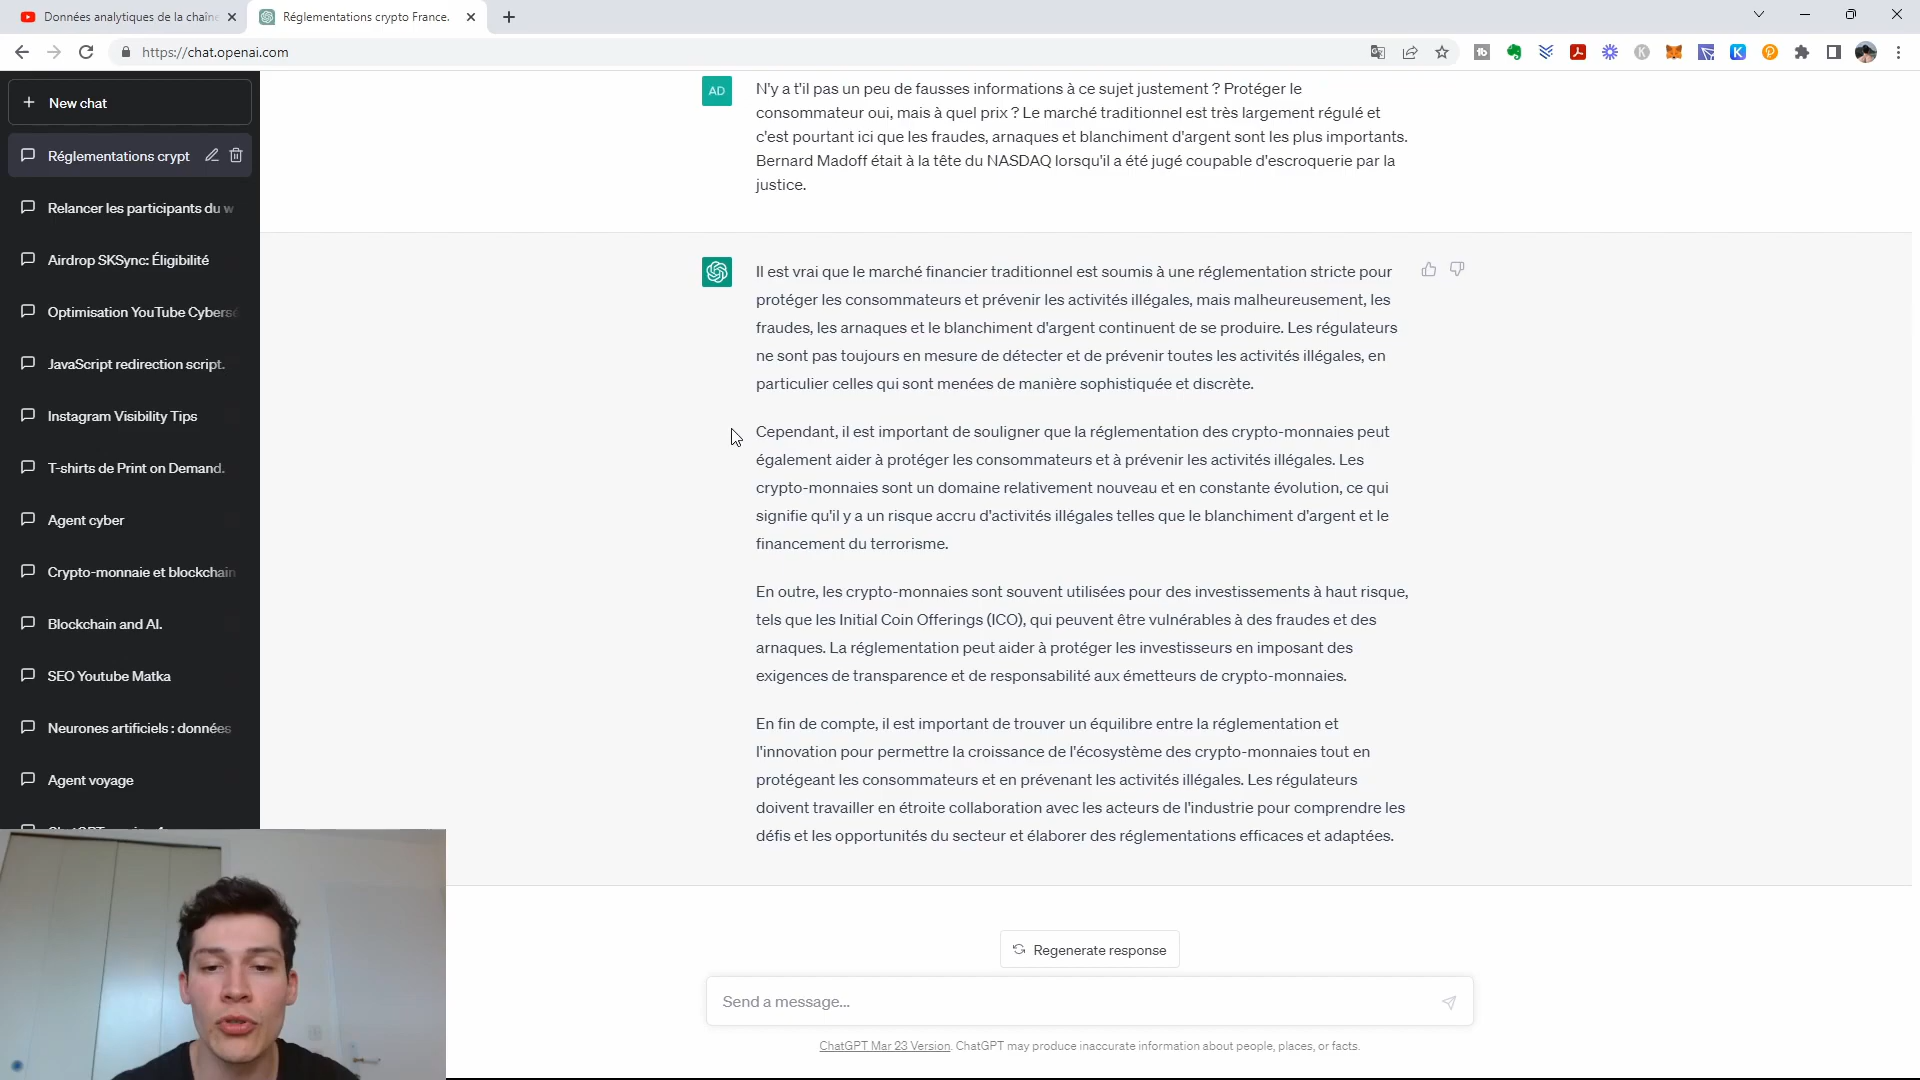 Données analytiques de la chaîne
Réglementations crypto France.
https://chat.openai.com
New chat
Réglementations crypt
Relancer les participants du w
Airdrop SKSync: Éligibilité
Optimisation YouTube Cybersé
JavaScript redirection script.
Instagram Visibility Tips
T-shirts de Print on Demand.
Agent cyber
Crypto-monnaie et blockchain
Blockchain and AI.
SEO Youtube Matka
Neurones artificiels : données
Agent voyage
AD
N'y a t'il pas un peu de fausses informations à ce sujet justement ? Protéger le
consommateur oui, mais à quel prix ? Le marché traditionnel est très largement régulé et
c'est pourtant ici que les fraudes, arnaques et blanchiment d'argent sont les plus importants.
Bernard Madoff était à la tête du NASDAQ lorsqu'il a été jugé coupable d'escroquerie par la
justice.
Il est vrai que le marché financier traditionnel est soumis à une réglementation stricte pour
protéger les consommateurs et prévenir les activités illégales, mais malheureusement, les
fraudes, les arnaques et le blanchiment d'argent continuent de se produire. Les régulateurs
ne sont pas toujours en mesure de détecter et de prévenir toutes les activités illégales, en
particulier celles qui sont menées de manière sophistiquée et discrète.
Cependant, il est important de souligner que la réglementation des crypto-monnaies peut
également aider à protéger les consommateurs et à prévenir les activités illégales. Les
crypto-monnaies sont un domaine relativement nouveau et en constante évolution, ce qui
signifie qu'il y a un risque accru d'activités illégales telles que le blanchiment d'argent et le
financement du terrorisme.
En outre, les crypto-monnaies sont souvent utilisées pour des investissements à haut risque,
tels que les Initial Coin Offerings (ICO), qui peuvent être vulnérables à des fraudes et des
arnaques. La réglementation peut aider à protéger les investisseurs en imposant des
exigences de transparence et de responsabilité aux émetteurs de crypto-monnaies.
En fin de compte, il est important de trouver un équilibre entre la réglementation et
l'innovation pour permettre la croissance de l'écosystème des crypto-monnaies tout en
protégeant les consommateurs et en prévenant les activités illégales. Les régulateurs
doivent travailler en étroite collaboration avec les acteurs de l'industrie pour comprendre les
défis et les opportunités du secteur et élaborer des réglementations efficaces et adaptées.
Regenerate response
Send a message...
ChatGPT Mar 23 Version. ChatGPT may produce inaccurate information about people, places, or facts.